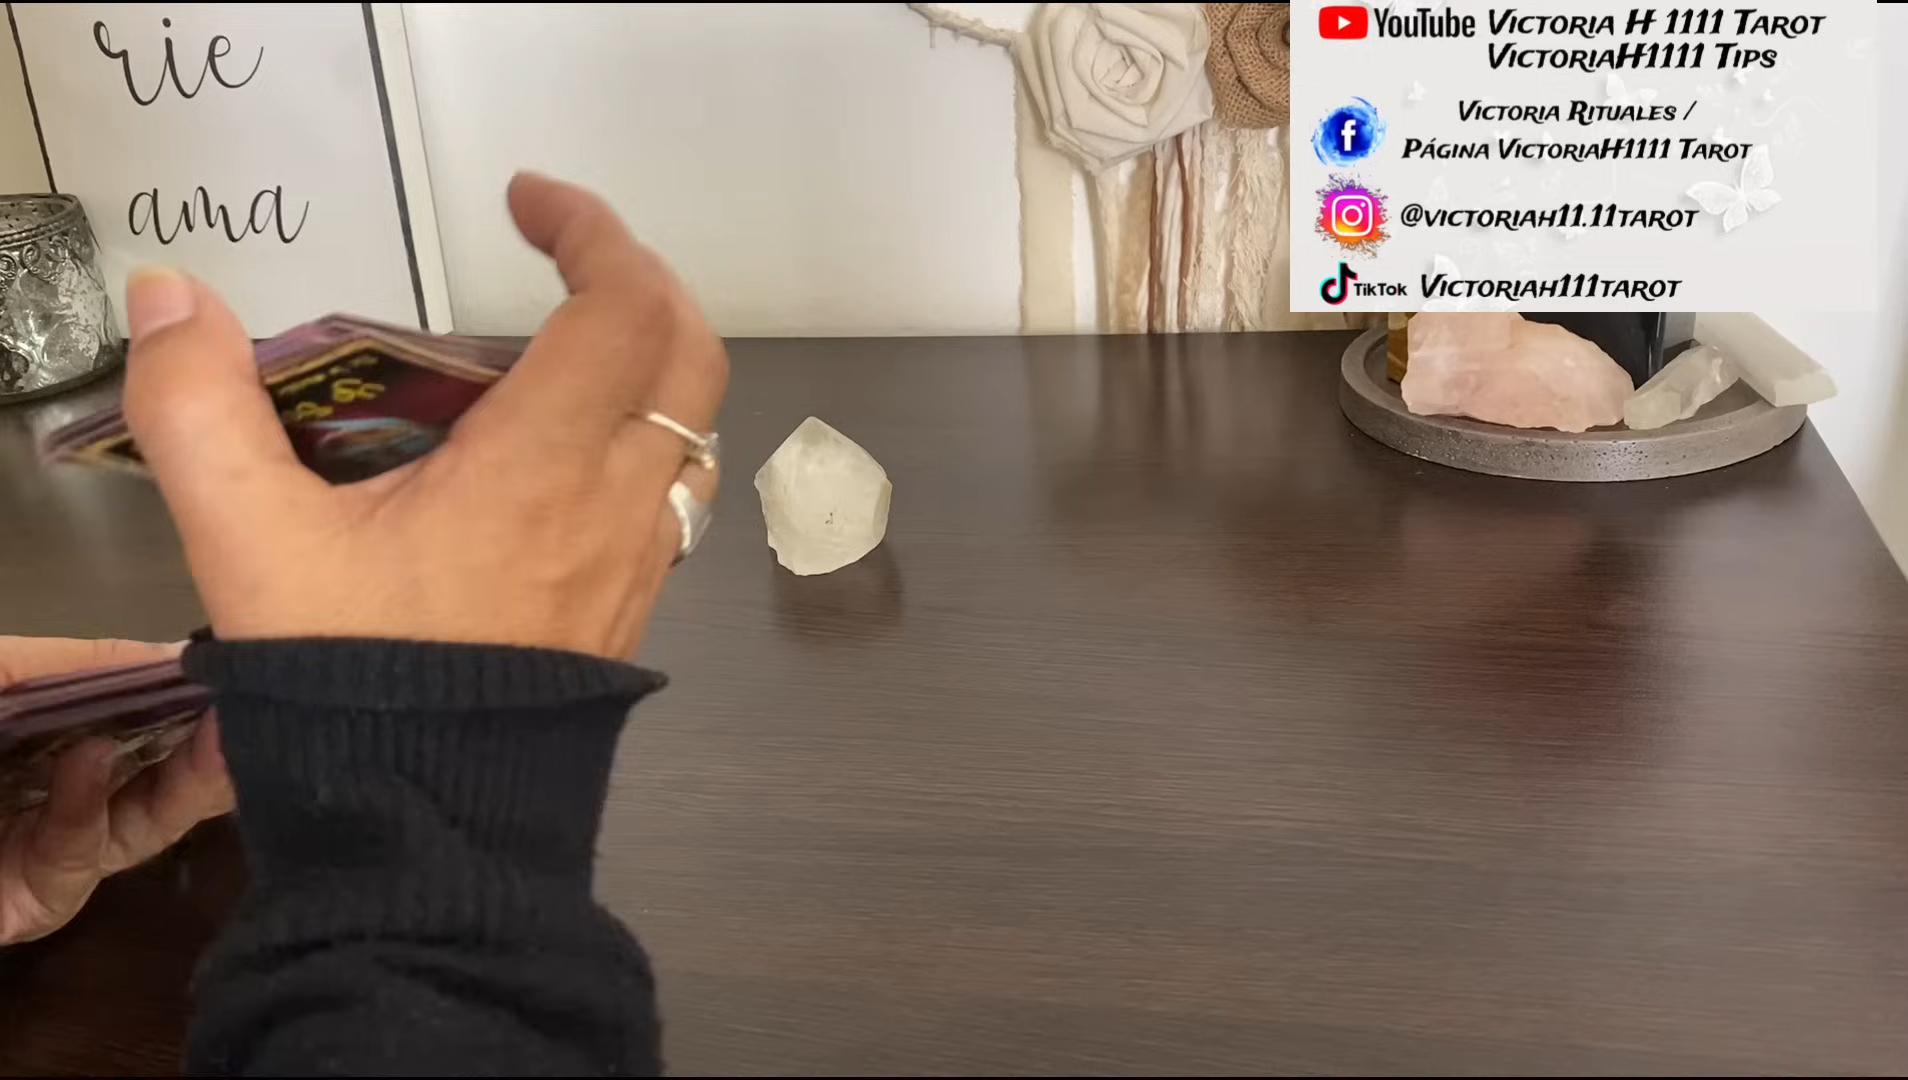 rie
ama
YouTube Victoria H 1111 Tarot
VictoriaH1111 Tips
Victoria Rituales /
Página VictoriaH1111 Tarot
@victoriah11.11tarot
TikTok Victoriah111tarot